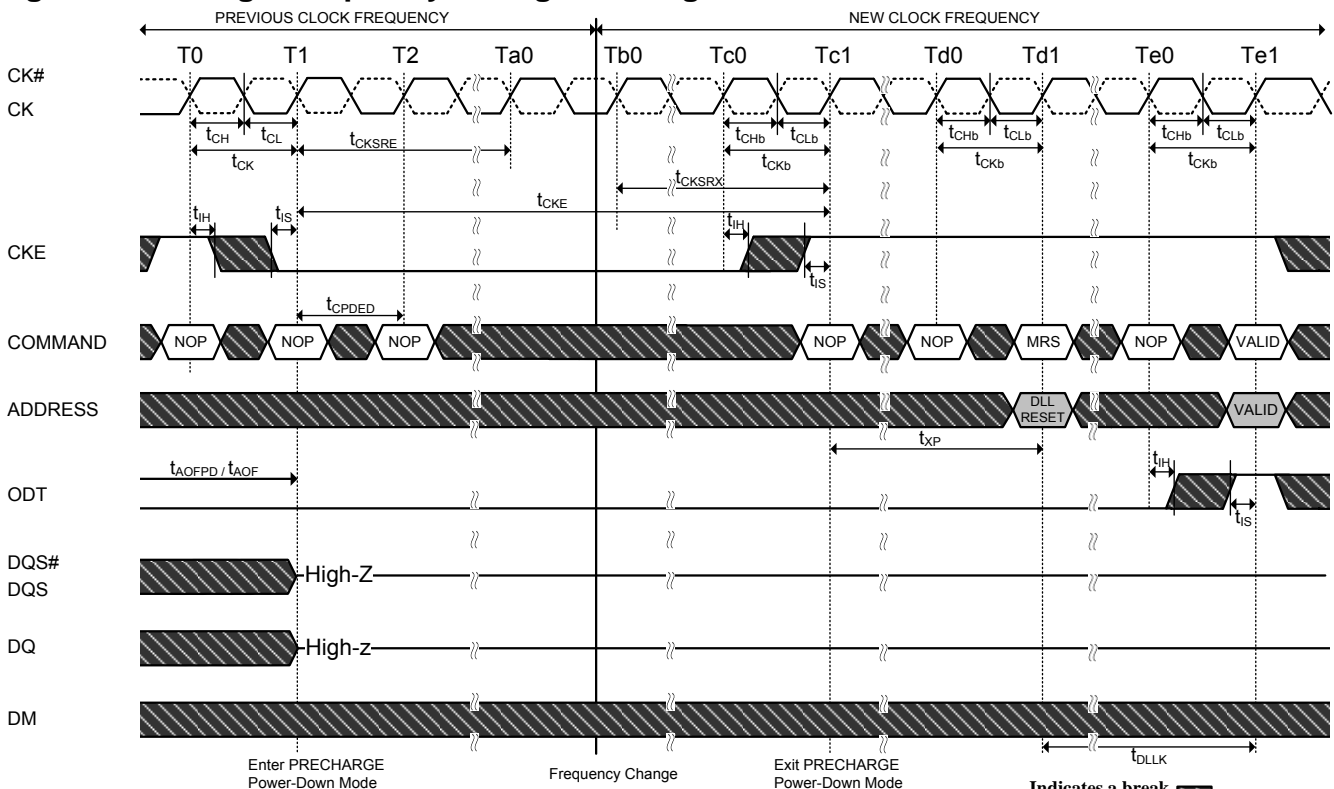 PREVIOUS CLOCK FREQUENCY NEW CLOCK FREQUENCY
T0 T1 T2 Ta0 Tb0 Tc0 Tc1 Td0 Td1 Te0 Te1
CK#
CK
tCH tCL tCHb tCLb tCHb tCLb tCHb tCLb
tCK tCKSRE tCKb tCKb tCKb
tCKSRX
tCKE
tIH tIS tIH
CKE
tIS
tCPDED
COMMAND NOP NOP NOP NOP NOP MRS NOP VALID
ADDRESS DLL RESET VALID
tXP
tAOFPD / tAOF tIH
ODT
tIS
DQS#
DQS
High-Z
DQ High-z
DM
tDLLK
Enter PRECHARGE
Power-Down Mode
Frequency Change
Exit PRECHARGE
Power-Down Mode
Indicates a break